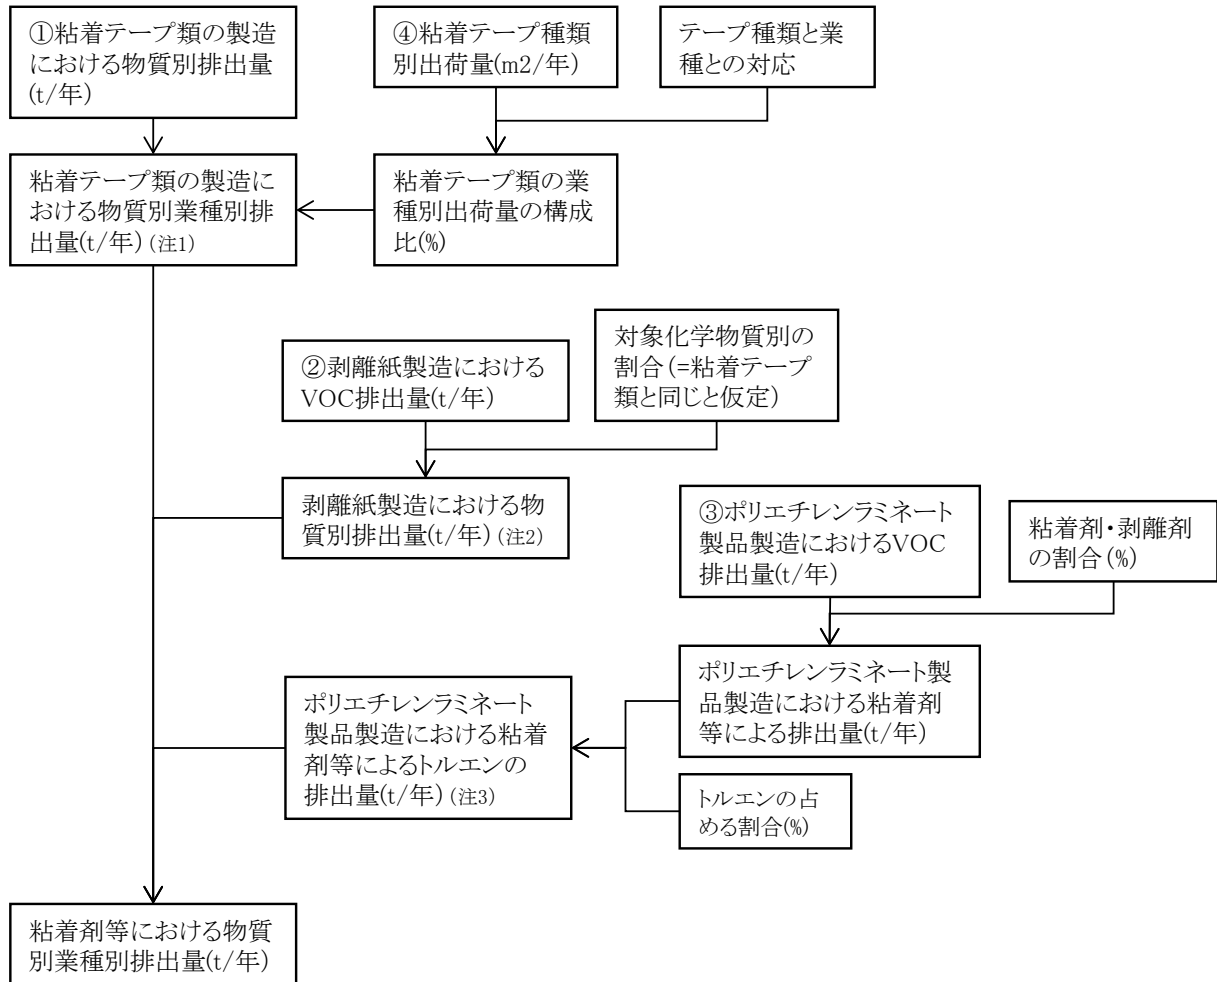 ①粘着テープ類の製造
における物質別排出量
(t/年)
④粘着テープ種類
別出荷量(m2/年)
テープ種類と業
種との対応
粘着テープ類の製造に
おける物質別業種別排
出量(t/年)(注1)
粘着テープ類の業
種別出荷量の構成
比(%)
②剥離紙製造における
VOC排出量(t/年)
対象化学物質別の
割合(=粘着テープ
類と同じと仮定)
剥離紙製造における物
質別排出量(t/年)(注2)
③ポリエチレンラミネート
製品製造におけるVOC
排出量(t/年)
粘着剤・剥離剤
の割合(%)
ポリエチレンラミネート製
品製造における粘着剤
等による排出量(t/年)
ポリエチレンラミネート
製品製造における粘着
剤等によるトルエンの
排出量(t/年)(注3)
トルエンの占
める割合(%)
粘着剤等における物質
別業種別排出量(t/年)